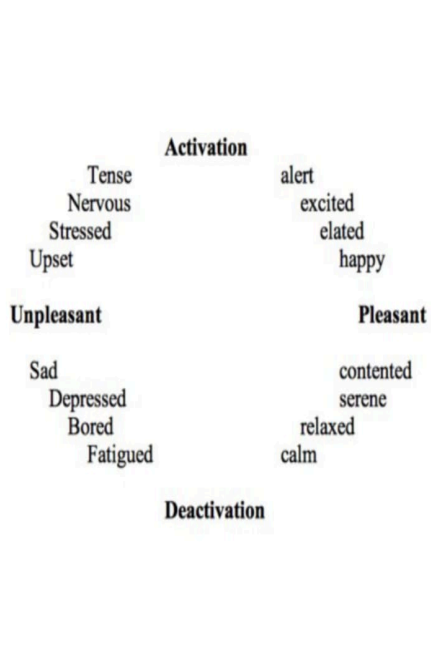 Activation
Tense alert
Nervous excited
Stressed elated
Upset happy
Unpleasant Pleasant
Sad contented
Depressed serene
Bored relaxed
Fatigued calm
Deactivation